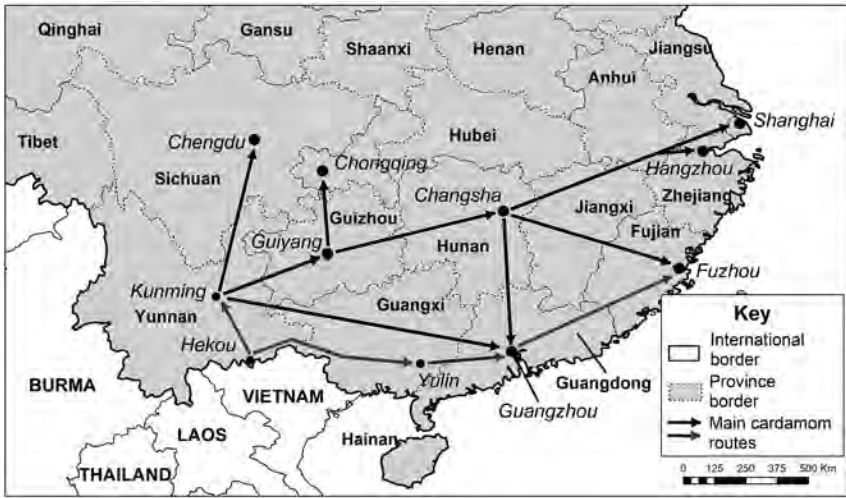 Qinghai
Gansu
Shaanxi
Henan
Jiangsu
Anhui
Shanghai
Tibet
Chengdu
Hubei
Chongqing
Hangzhou
Sichuan
Changsha
Zhejiang
Guizhou
Jiangxi
Guiyang
Hunan
Fujian
Fuzhou
Kunming
Guangxi
Yunnan
Hekou
Yulin
Guangdong
Guangzhou
BURMA
VIETNAM
LAOS
Hainan
THAILAND
Key
International
border
Province
border
Main cardamom
routes
0 125 250 375 500 Km